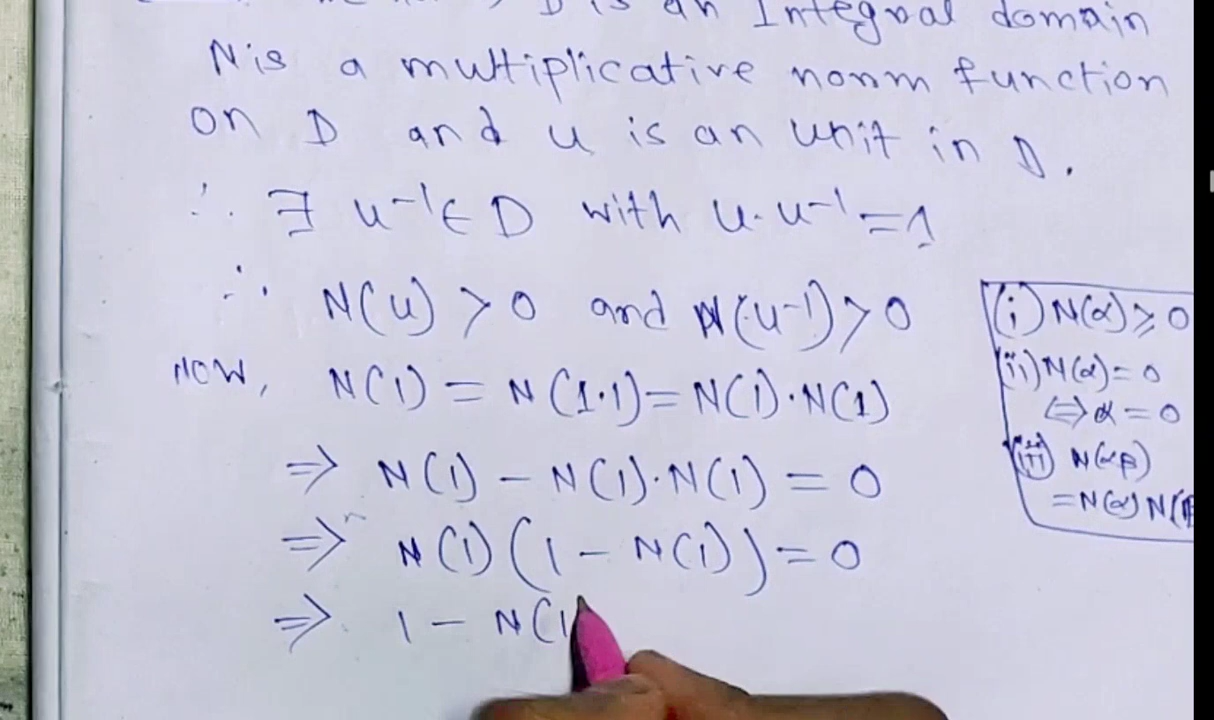 D is an Integral domain
N is a multiplicative norm function
on D and u is an unit in D.
∴ ∃ u⁻¹ ∈ D with u·u⁻¹ = 1
∴ N(u) > 0 and N(u⁻¹) > 0
Now, N(1) = N(1·1) = N(1)·N(1)
⇒ N(1) − N(1)·N(1) = 0
⇒ N(1)(1 − N(1)) = 0
⇒ 1 − N(1
(i) N(α) ≥ 0
(ii) N(α) = 0
⇔ α = 0
(iii) N(αβ)
= N(α) N(β